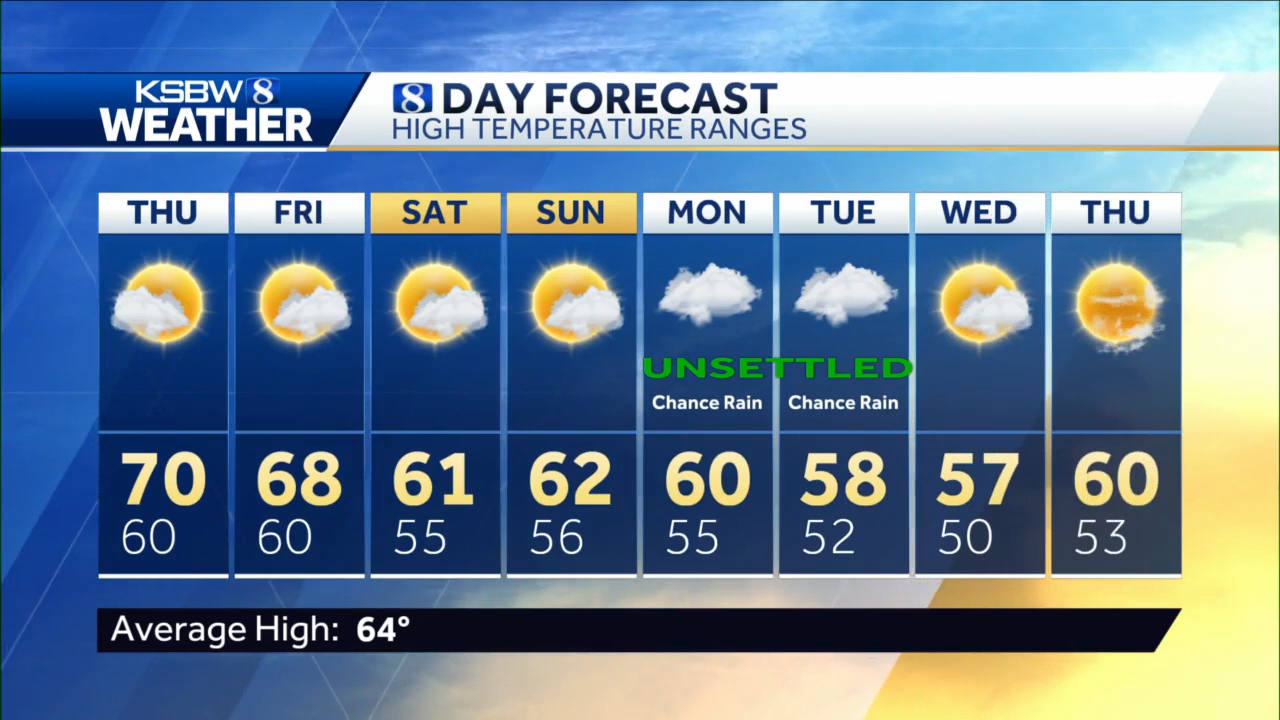 KSBW 8
WEATHER
8 DAY FORECAST
HIGH TEMPERATURE RANGES
THU FRI SAT SUN MON TUE WED THU
UNSETTLED
Chance Rain Chance Rain
70 68 61 62 60 58 57 60
60 60 55 56 55 52 50 53
Average High: 64°